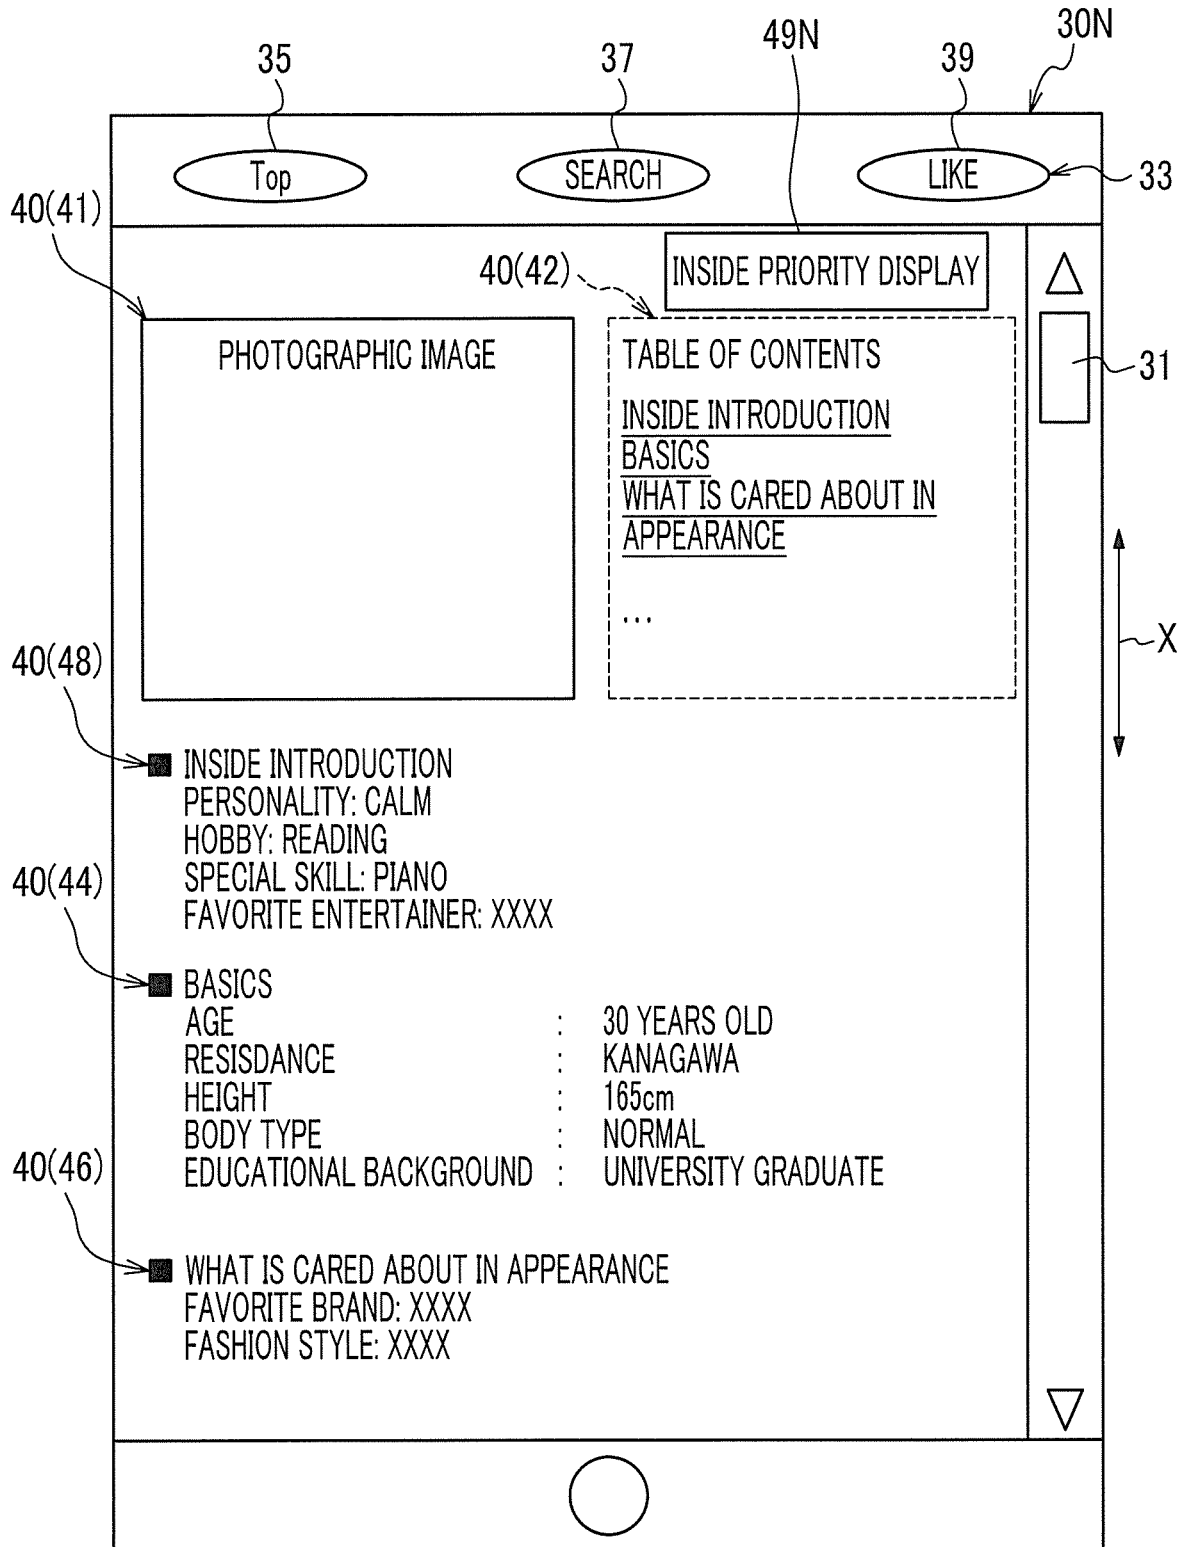 30N
49N
35
37
39
Top
SEARCH
LIKE
33
40(41)
40(42)
INSIDE PRIORITY DISPLAY
PHOTOGRAPHIC IMAGE
TABLE OF CONTENTS
INSIDE INTRODUCTION
BASICS
WHAT IS CARED ABOUT IN
APPEARANCE
...
31
X
40(48)
INSIDE INTRODUCTION
PERSONALITY: CALM
HOBBY: READING
SPECIAL SKILL: PIANO
FAVORITE ENTERTAINER: XXXX
40(44)
BASICS
AGE : 30 YEARS OLD
RESISDANCE : KANAGAWA
HEIGHT : 165cm
BODY TYPE : NORMAL
EDUCATIONAL BACKGROUND : UNIVERSITY GRADUATE
40(46)
WHAT IS CARED ABOUT IN APPEARANCE
FAVORITE BRAND: XXXX
FASHION STYLE: XXXX